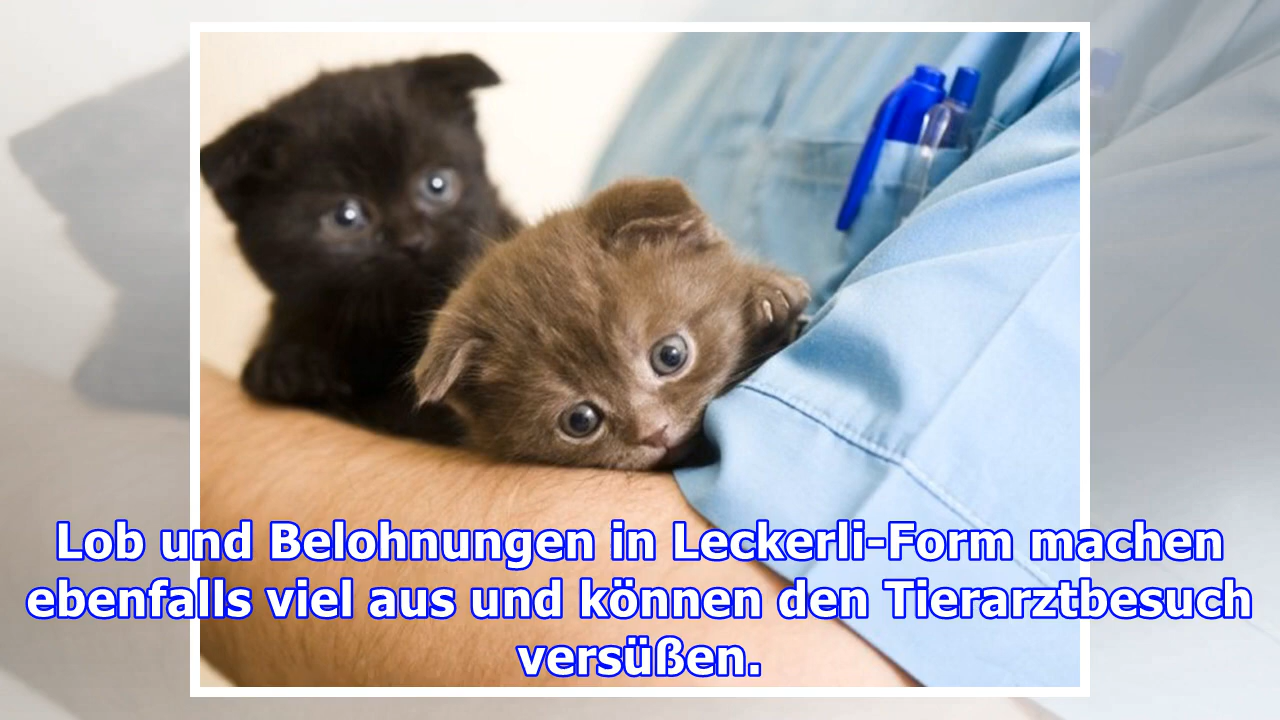 Lob und Belohnungen in Leckerli-Form machen
ebenfalls viel aus und können den Tierarztbesuch
versüßen.